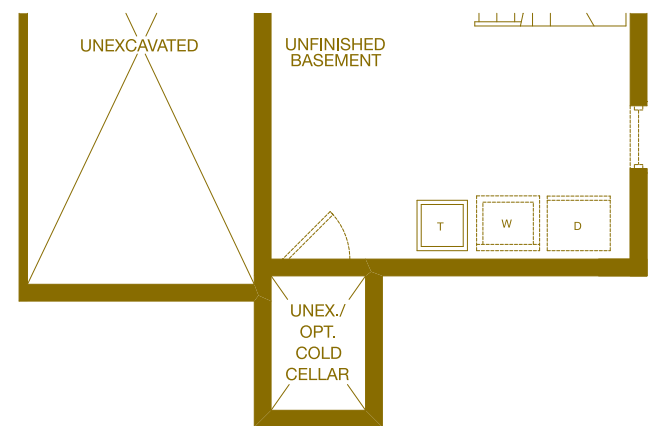 UNEXCAVATED
UNFINISHED
BASEMENT
T
W
D
UNEX./
OPT.
COLD
CELLAR